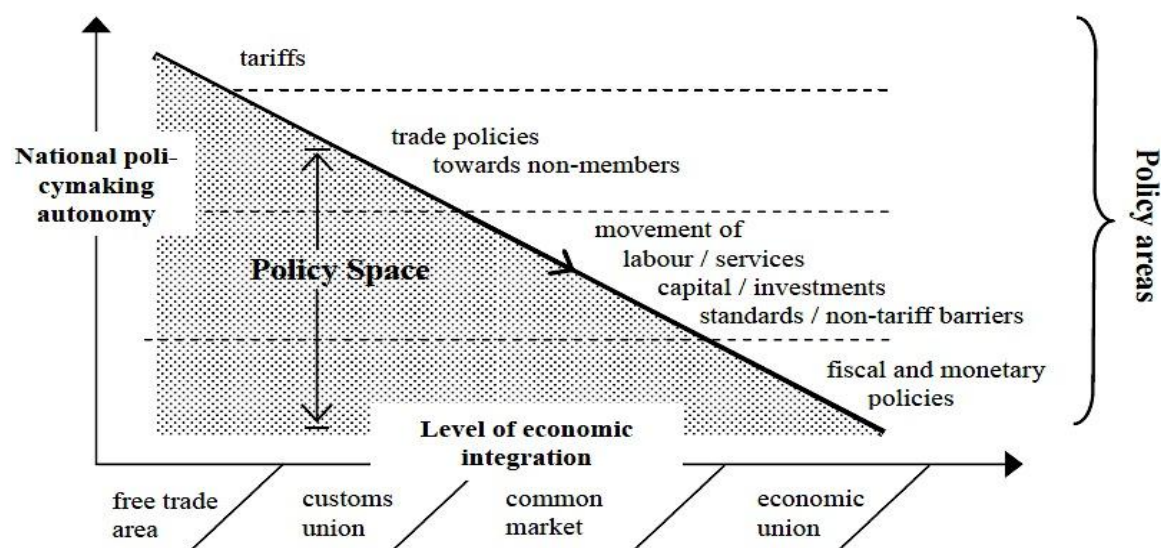 tariffs
trade policies
towards non-members
National poli-
cymaking
autonomy
movement of
labour / services
capital / investments
standards / non-tariff barriers
Policy Space
fiscal and monetary
policies
Policy areas
Level of economic
integration
free trade
area
customs
union
common
market
economic
union